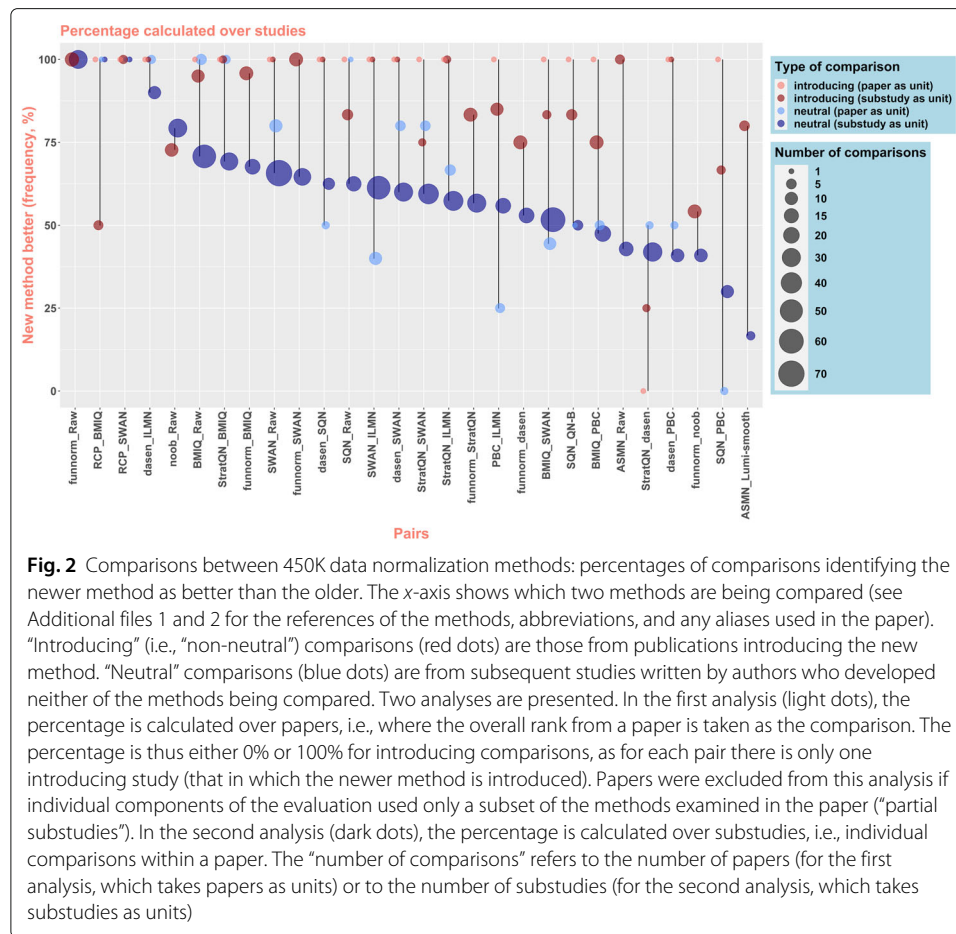 Percentage calculated over studies
New method better (frequency, %)
100
75
50
25
0
funnorm_Raw
RCP_BMIQ
RCP_SWAN
dasen_ILMN
noob_Raw
BMIQ_Raw
StratQN_BMIQ
funnorm_BMIQ
SWAN_Raw
funnorm_SWAN
dasen_SQN
SQN_Raw
SWAN_ILMN
dasen_SWAN
StratQN_SWAN
StratQN_ILMN
funnorm_StratQN
PBC_ILMN
funnorm_dasen
BMIQ_SWAN
SQN_QN-B
BMIQ_PBC
ASMN_Raw
StratQN_dasen
dasen_PBC
funnorm_noob
SQN_PBC
ASMN_Lumi-smooth
Pairs
Type of comparison
introducing (paper as unit)
introducing (substudy as unit)
neutral (paper as unit)
neutral (substudy as unit)
Number of comparisons
1
5
10
15
20
30
40
50
60
70
Fig. 2 Comparisons between 450K data normalization methods: percentages of comparisons identifying the
newer method as better than the older. The x-axis shows which two methods are being compared (see
Additional files 1 and 2 for the references of the methods, abbreviations, and any aliases used in the paper).
“Introducing” (i.e., “non-neutral”) comparisons (red dots) are those from publications introducing the new
method. “Neutral” comparisons (blue dots) are from subsequent studies written by authors who developed
neither of the methods being compared. Two analyses are presented. In the first analysis (light dots), the
percentage is calculated over papers, i.e., where the overall rank from a paper is taken as the comparison. The
percentage is thus either 0% or 100% for introducing comparisons, as for each pair there is only one
introducing study (that in which the newer method is introduced). Papers were excluded from this analysis if
individual components of the evaluation used only a subset of the methods examined in the paper (“partial
substudies”). In the second analysis (dark dots), the percentage is calculated over substudies, i.e., individual
comparisons within a paper. The “number of comparisons” refers to the number of papers (for the first
analysis, which takes papers as units) or to the number of substudies (for the second analysis, which takes
substudies as units)